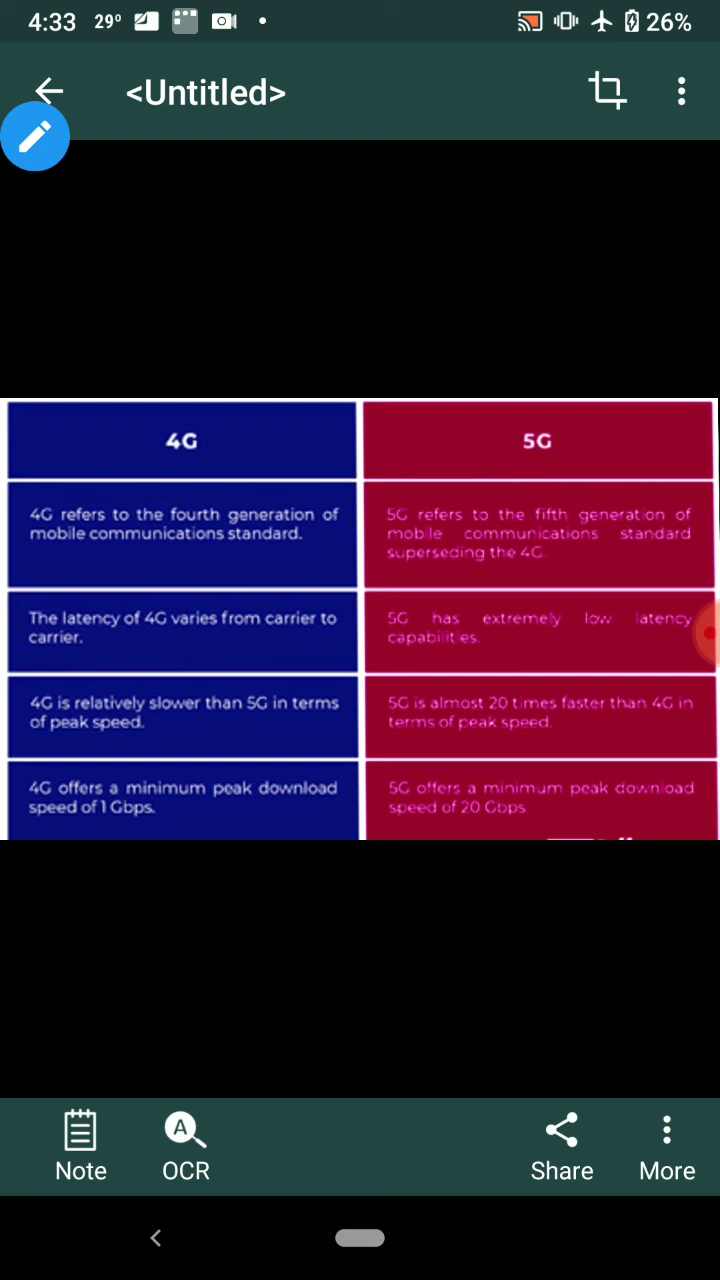 4:33 29° 26%
<Untitled>
4G
5G
4G refers to the fourth generation of
mobile communications standard.
5G refers to the fifth generation of
mobile communications standard
superseding the 4G.
The latency of 4G varies from carrier to
carrier.
5G has extremely low latency
capabilities.
4G is relatively slower than 5G in terms
of peak speed.
5G is almost 20 times faster than 4G in
terms of peak speed.
4G offers a minimum peak download
speed of 1 Gbps.
5G offers a minimum peak download
speed of 20 Gbps
A
Note OCR Share More